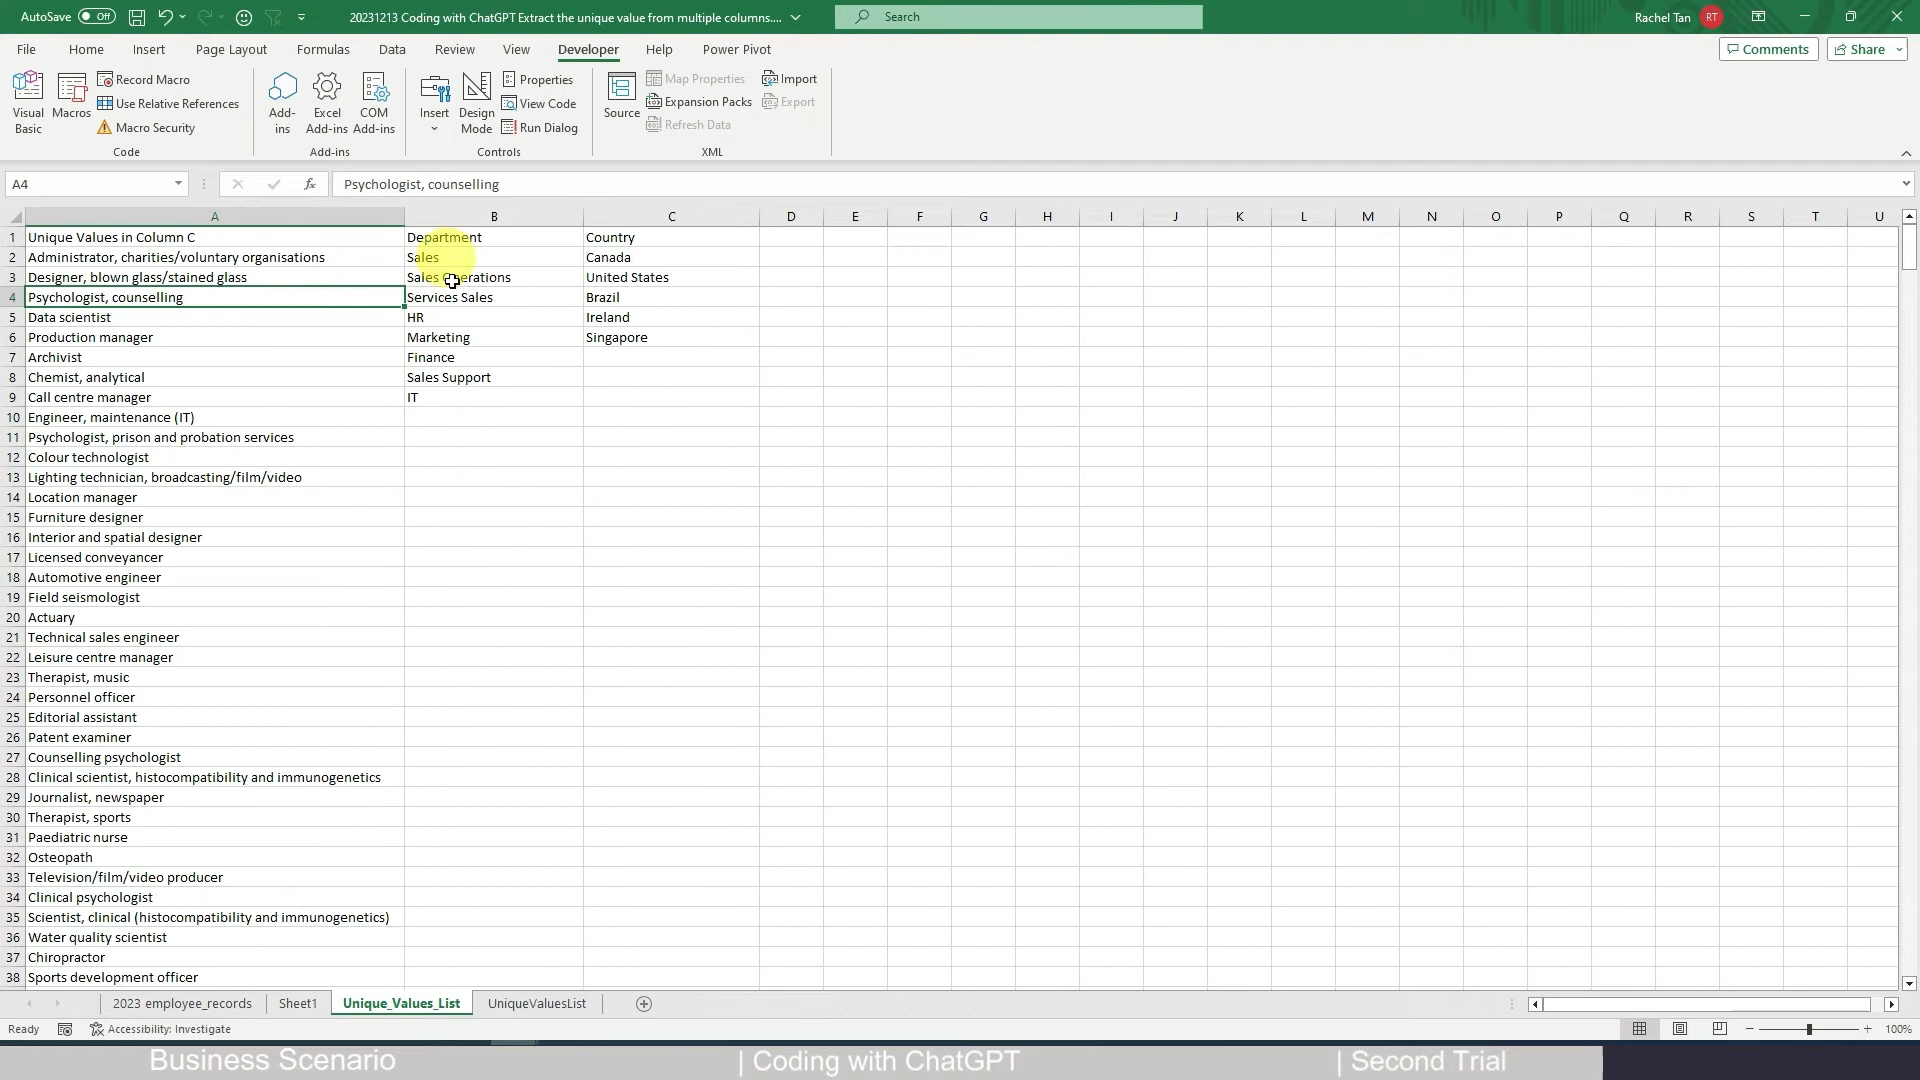 AutoSave Off 20231213 Coding with ChatGPT Extract the unique value from multiple columns.... Search Rachel Tan RT
File Home Insert Page Layout Formulas Data Review View Developer Help Power Pivot Comments Share
Visual Basic
Macros
Record Macro
Use Relative References
Macro Security
Code
Add-ins
Excel Add-ins
COM Add-ins
Add-ins
Insert
Design Mode
Properties
View Code
Run Dialog
Controls
Source
Map Properties
Expansion Packs
Refresh Data
Import
Export
XML
A4 fx Psychologist, counselling
A B C D E F G H I J K L M N O P Q R S T U
1 Unique Values in Column C Department Country
2 Administrator, charities/voluntary organisations Sales Canada
3 Designer, blown glass/stained glass Sales Operations United States
4 Psychologist, counselling Services Sales Brazil
5 Data scientist HR Ireland
6 Production manager Marketing Singapore
7 Archivist Finance
8 Chemist, analytical Sales Support
9 Call centre manager IT
10 Engineer, maintenance (IT)
11 Psychologist, prison and probation services
12 Colour technologist
13 Lighting technician, broadcasting/film/video
14 Location manager
15 Furniture designer
16 Interior and spatial designer
17 Licensed conveyancer
18 Automotive engineer
19 Field seismologist
20 Actuary
21 Technical sales engineer
22 Leisure centre manager
23 Therapist, music
24 Personnel officer
25 Editorial assistant
26 Patent examiner
27 Counselling psychologist
28 Clinical scientist, histocompatibility and immunogenetics
29 Journalist, newspaper
30 Therapist, sports
31 Paediatric nurse
32 Osteopath
33 Television/film/video producer
34 Clinical psychologist
35 Scientist, clinical (histocompatibility and immunogenetics)
36 Water quality scientist
37 Chiropractor
38 Sports development officer
2023 employee_records Sheet1 Unique_Values_List UniqueValuesList
Ready Accessibility: Investigate 100%
Business Scenario | Coding with ChatGPT | Second Trial